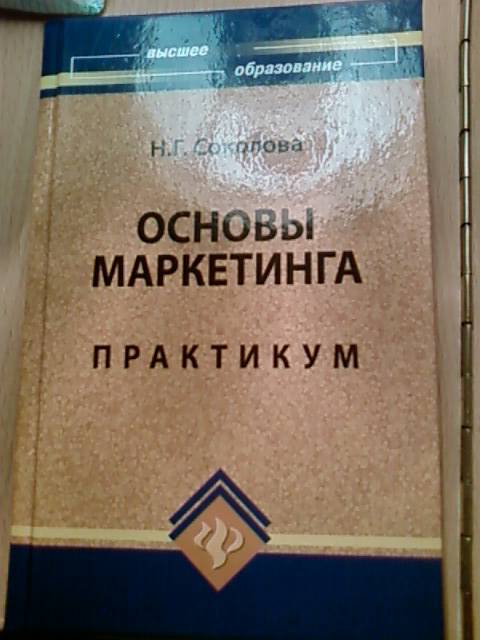 высшее
образование
Н.Г. Соколова
ОСНОВЫ
МАРКЕТИНГА
ПРАКТИКУМ